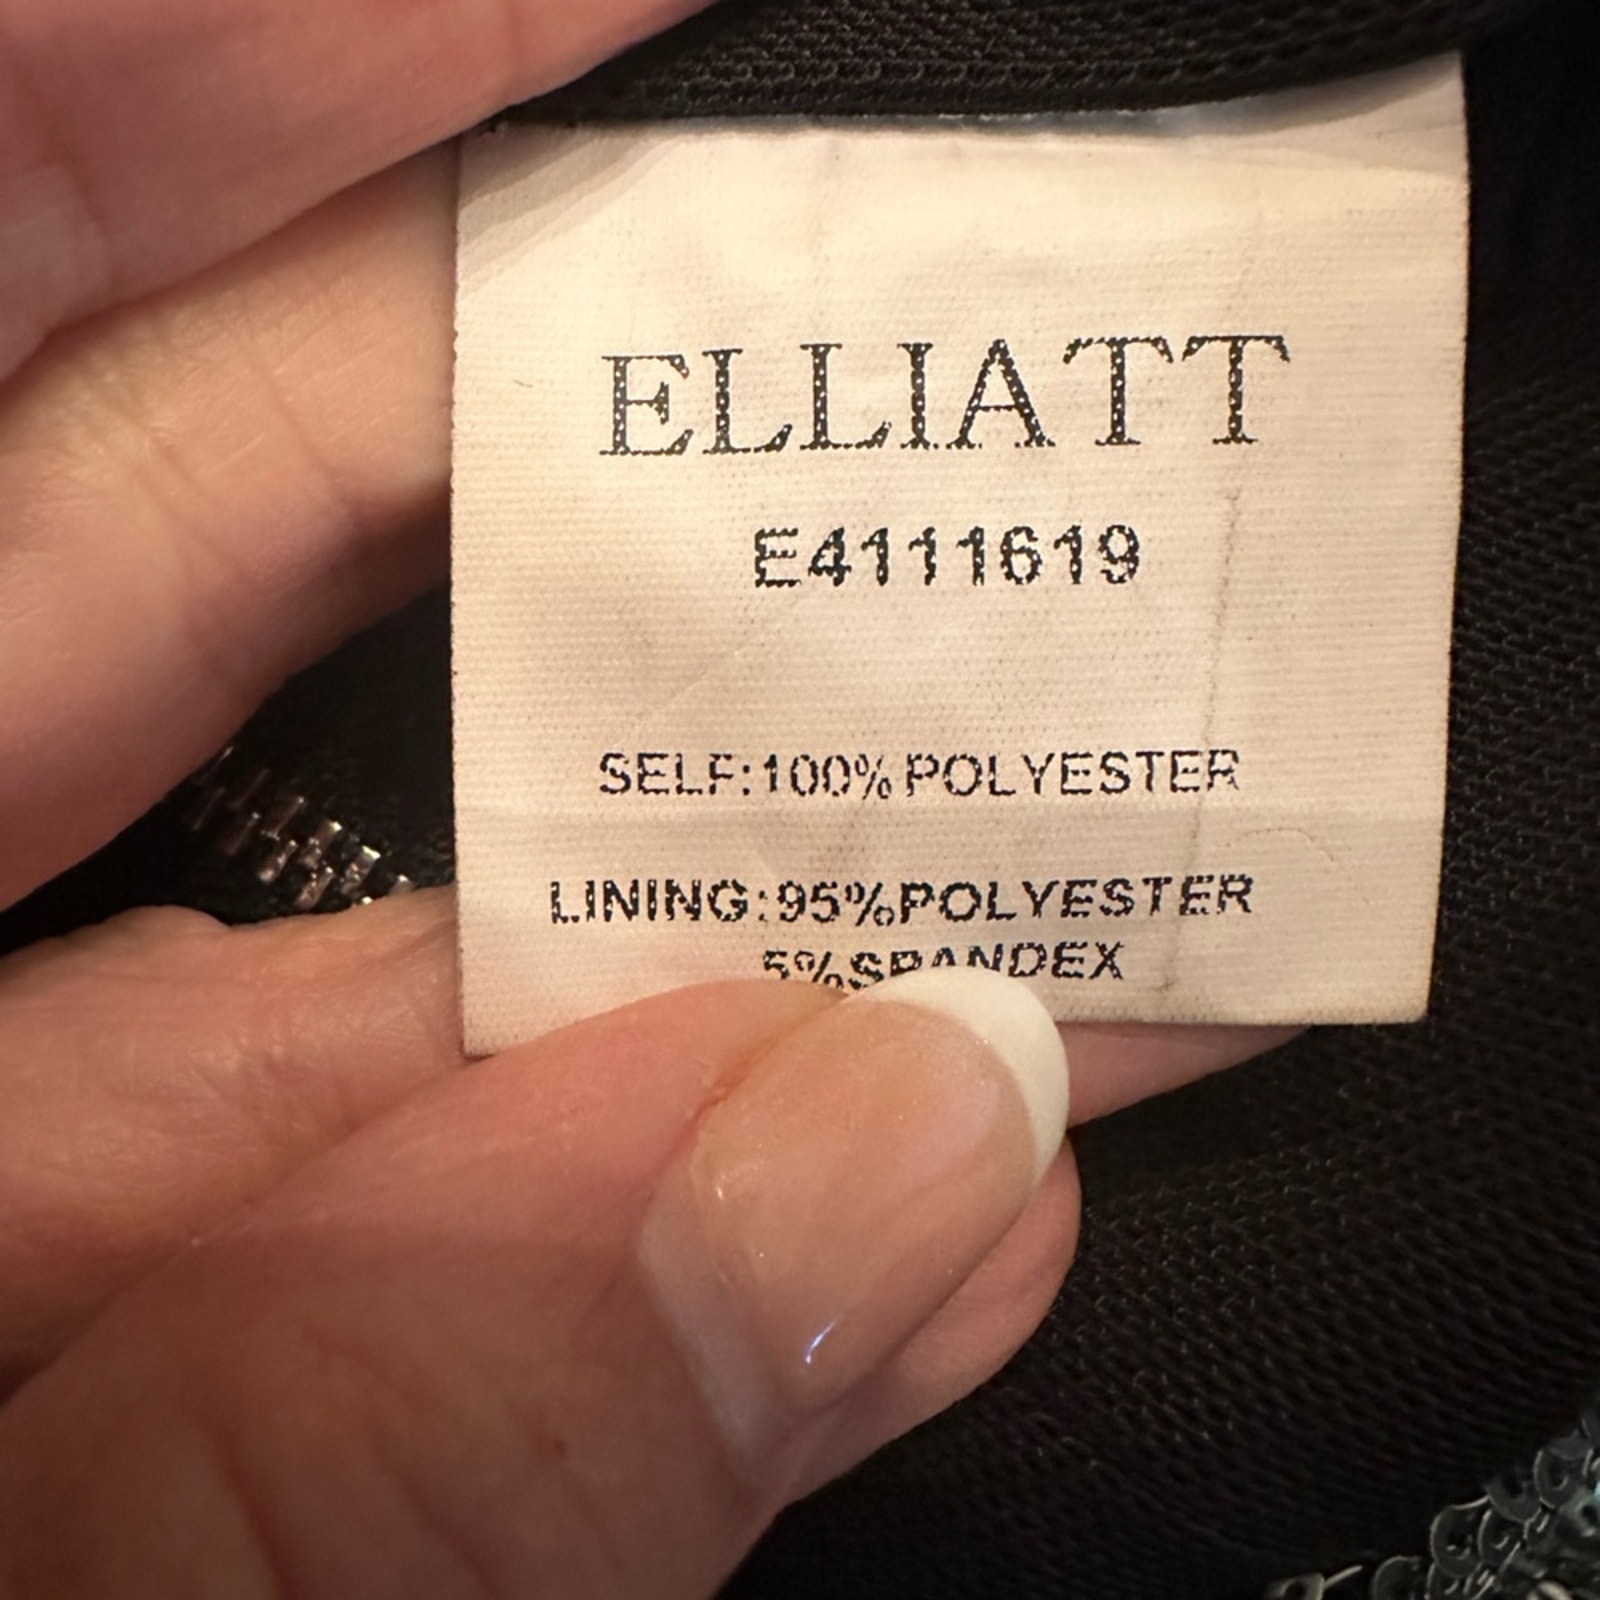 ELLIATT
E4111619
SELF:100% POLYESTER
LINING:95%POLYESTER
5%SPANDEX